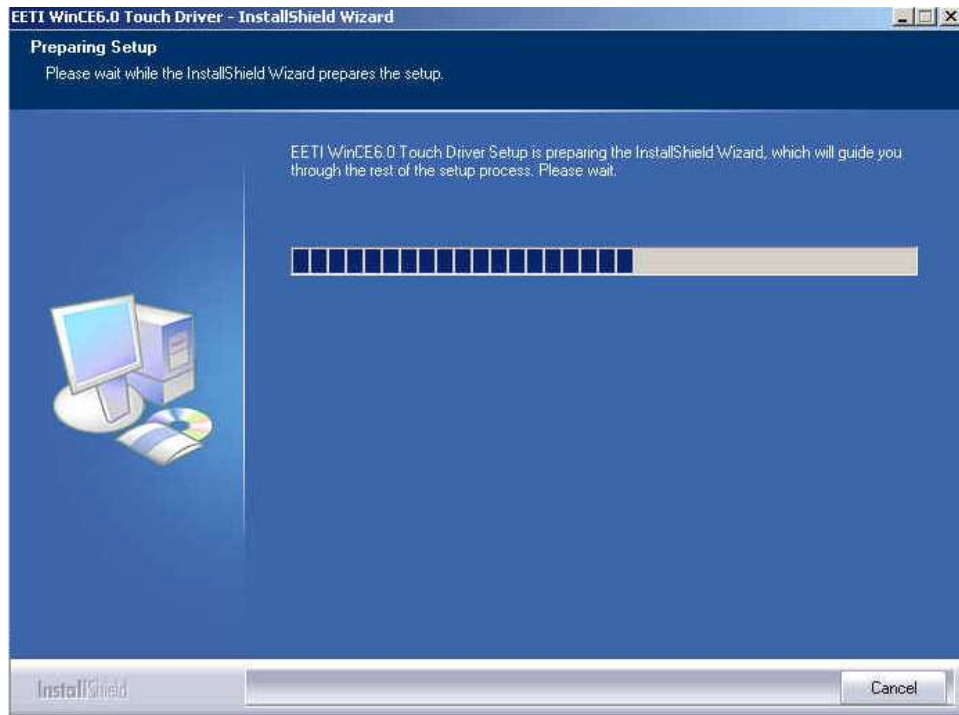 EETI WinCE6.0 Touch Driver - InstallShield Wizard
Preparing Setup
Please wait while the InstallShield Wizard prepares the setup.
EETI WinCE6.0 Touch Driver Setup is preparing the InstallShield Wizard, which will guide you
through the rest of the setup process. Please wait.
InstallShield
Cancel